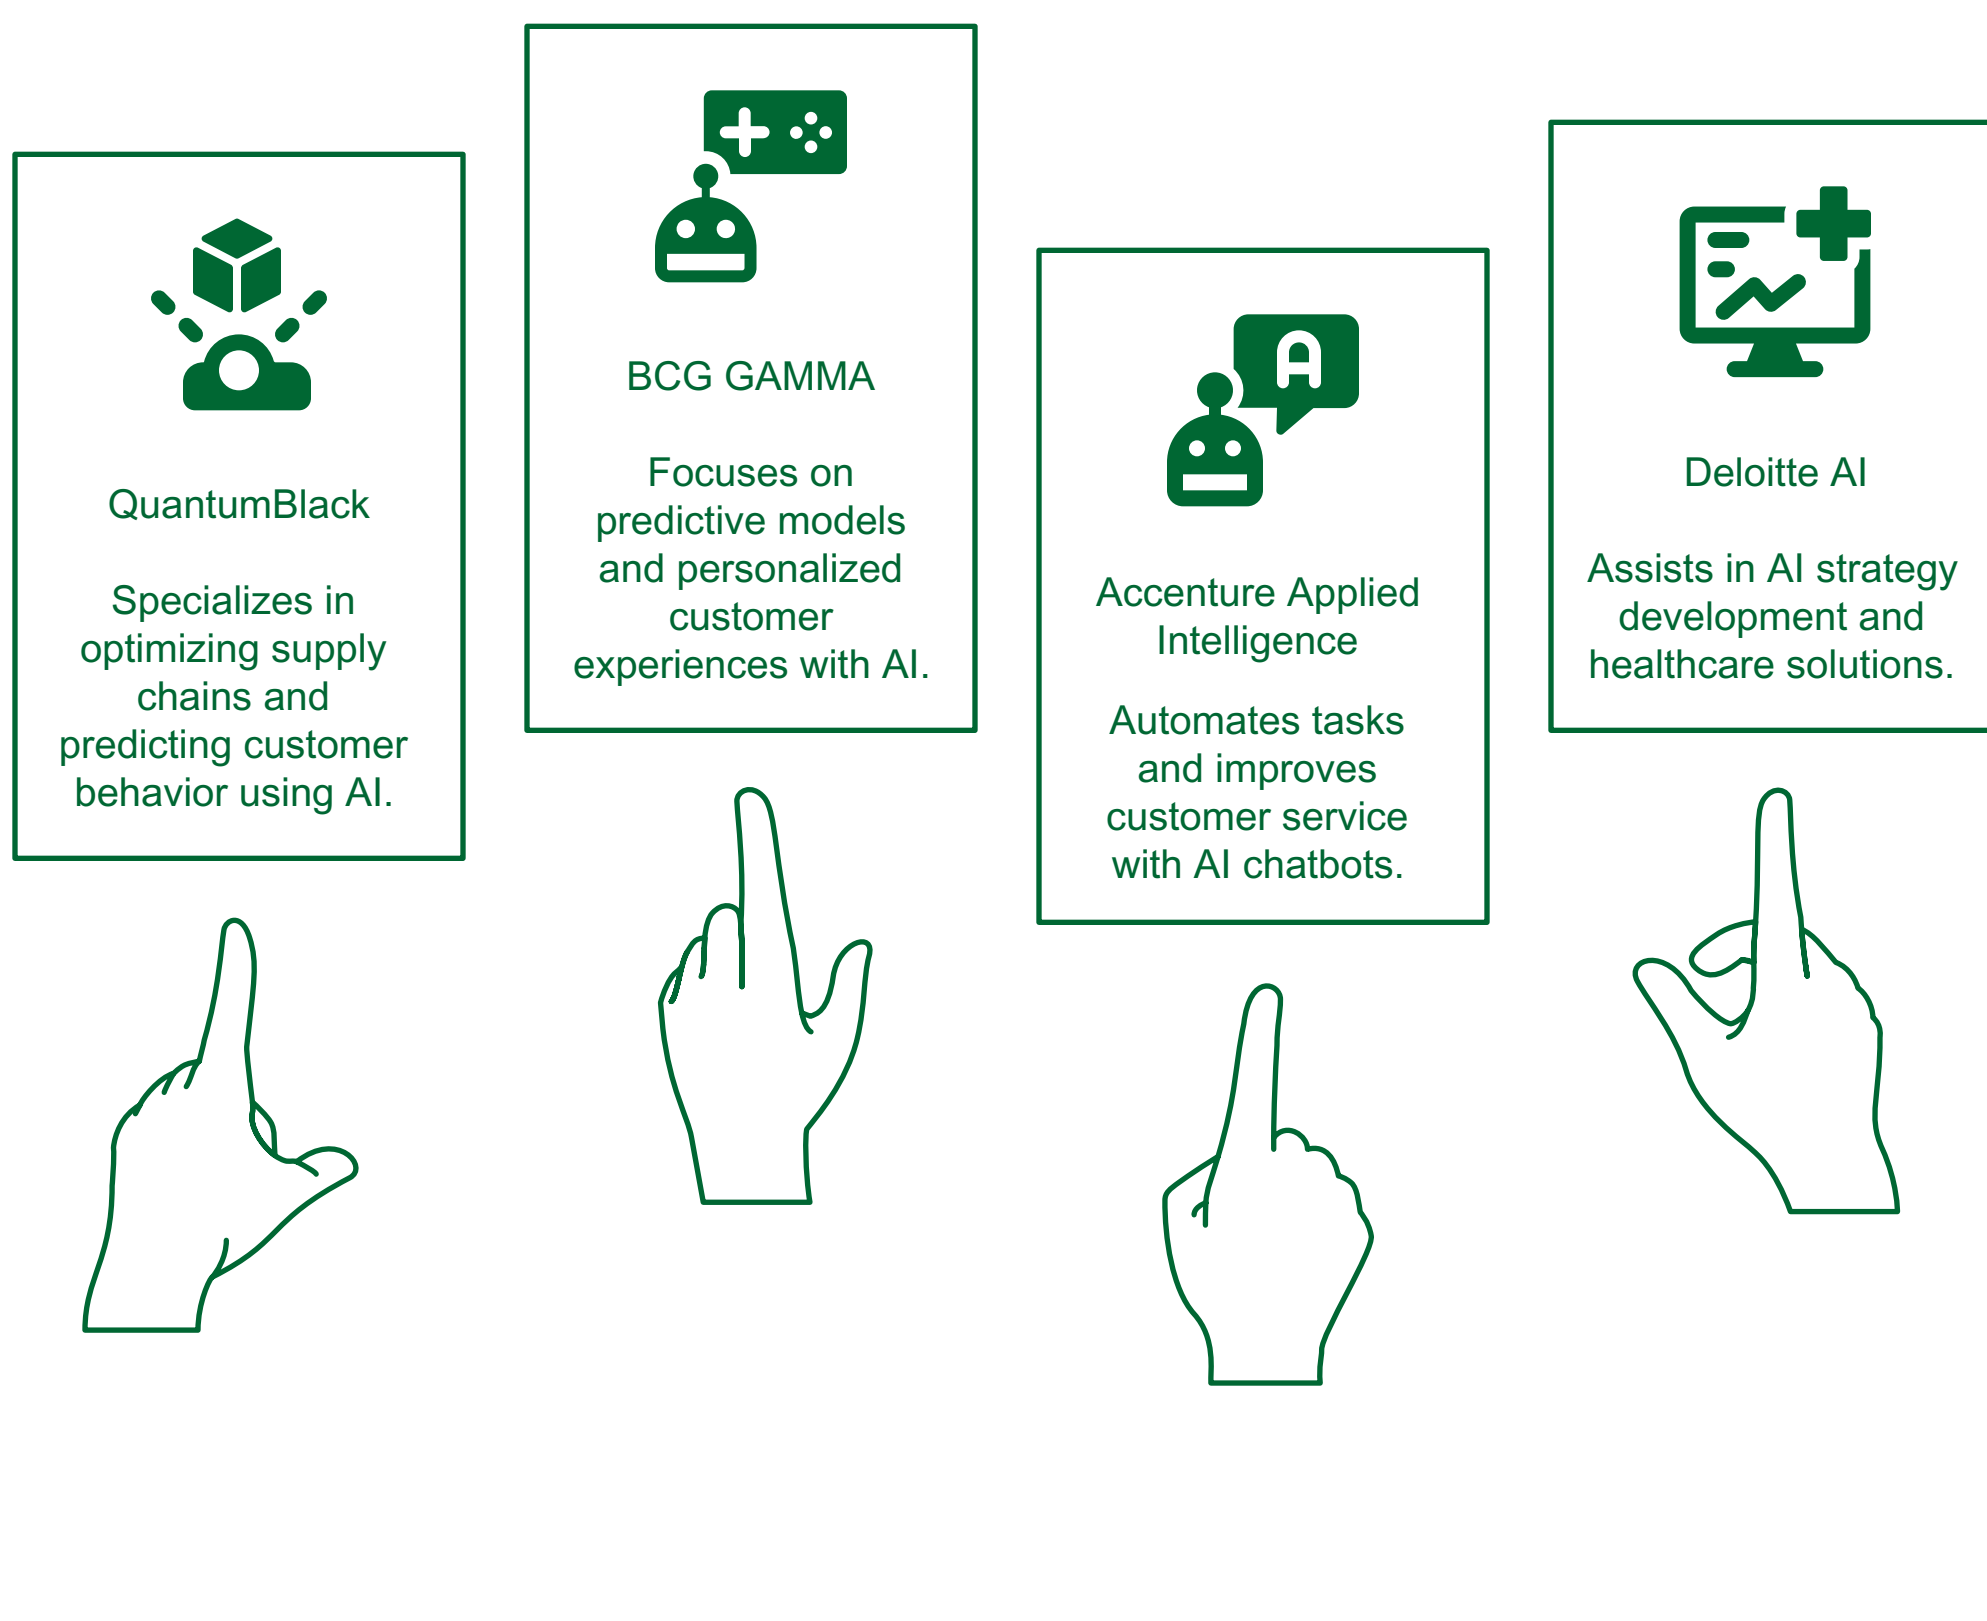 QuantumBlack
Specializes in
optimizing supply
chains and
predicting customer
behavior using AI.
BCG GAMMA
Focuses on
predictive models
and personalized
customer
experiences with AI.
A
Accenture Applied
Intelligence
Automates tasks
and improves
customer service
with AI chatbots.
Deloitte AI
Assists in AI strategy
development and
healthcare solutions.